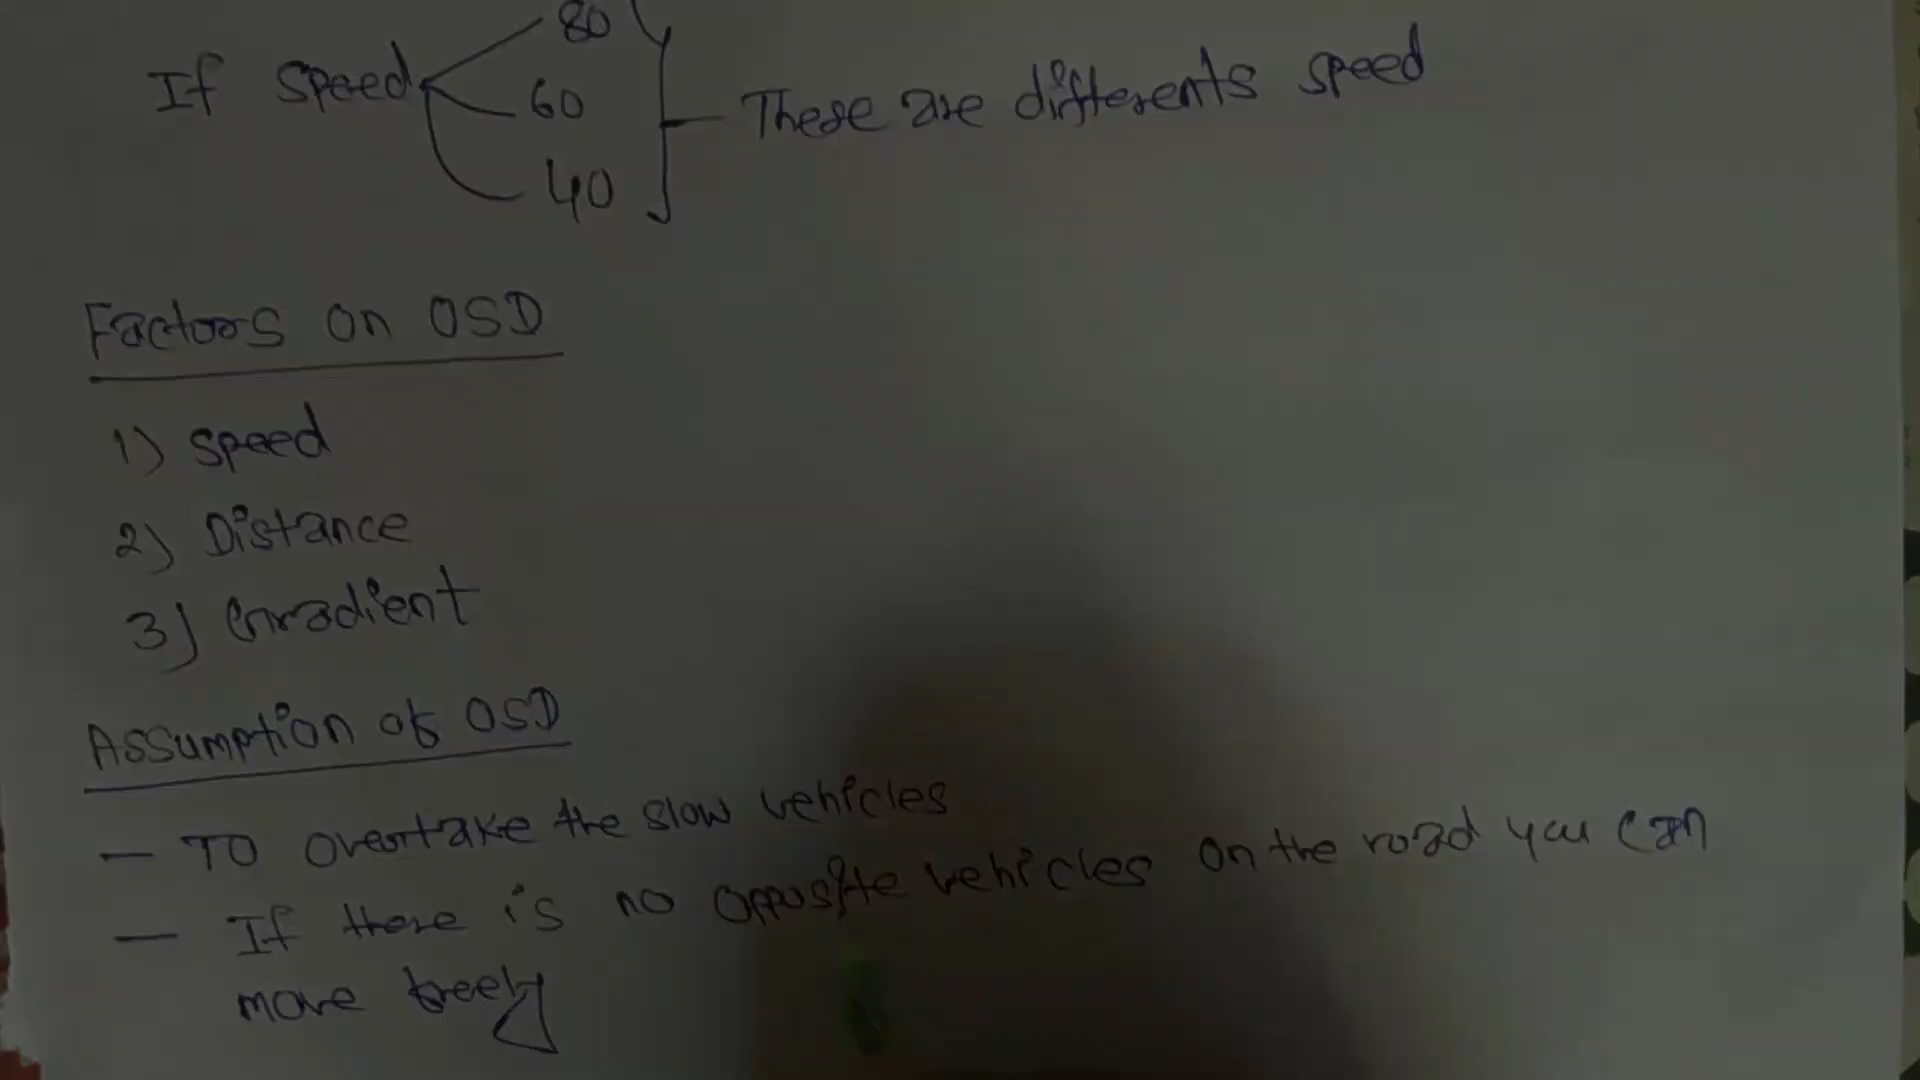 If Speed 80
60
40
These are differents speed
Factors on OSD
1) speed
2) Distance
3) Gradient
Assumption of OSD
— To overtake the slow vehicles
— If there is no opposite vehicles on the road you can
move freely